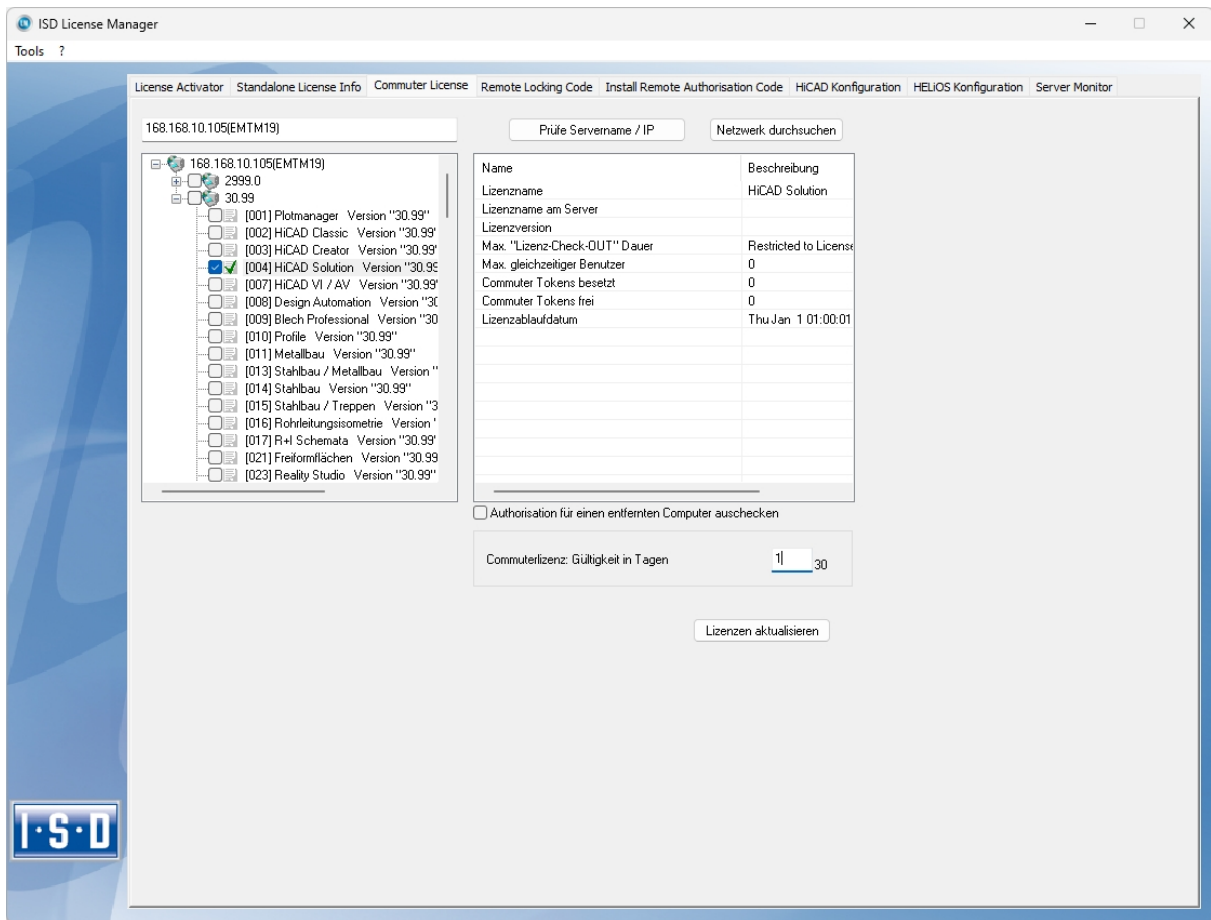 ISD License Manager
Tools ?
License Activator Standalone License Info Commuter License Remote Locking Code Install Remote Authorisation Code HiCAD Konfiguration HELiOS Konfiguration Server Monitor
168.168.10.105(EMTM19)
Prüfe Servername / IP Netzwerk durchsuchen
168.168.10.105(EMTM19)
2999.0
30.99
[001] Plotmanager Version "30.99"
[002] HiCAD Classic Version "30.99'
[003] HiCAD Creator Version "30.99'
[004] HiCAD Solution Version "30.99
[007] HiCAD VI / AV Version "30.99'
[008] Design Automation Version "30
[009] Blech Professional Version "30
[010] Profile Version "30.99"
[011] Metallbau Version "30.99"
[013] Stahlbau / Metallbau Version "
[014] Stahlbau Version "30.99"
[015] Stahlbau / Treppen Version "3
[016] Rohrleitungsisometrie Version '
[017] R+I Schemata Version "30.99'
[021] Freiformflächen Version "30.99
[023] Reality Studio Version "30.99"
Name Beschreibung
Lizenzname HiCAD Solution
Lizenzname am Server
Lizenzversion
Max. "Lizenz-Check-OUT" Dauer Restricted to License
Max. gleichzeitiger Benutzer 0
Commuter Tokens besetzt 0
Commuter Tokens frei 0
Lizenzablaufdatum Thu Jan 1 01:00:01
Authorisation für einen entfernten Computer auschecken
Commuterlizenz: Gültigkeit in Tagen 1 30
Lizenzen aktualisieren
I·S·D